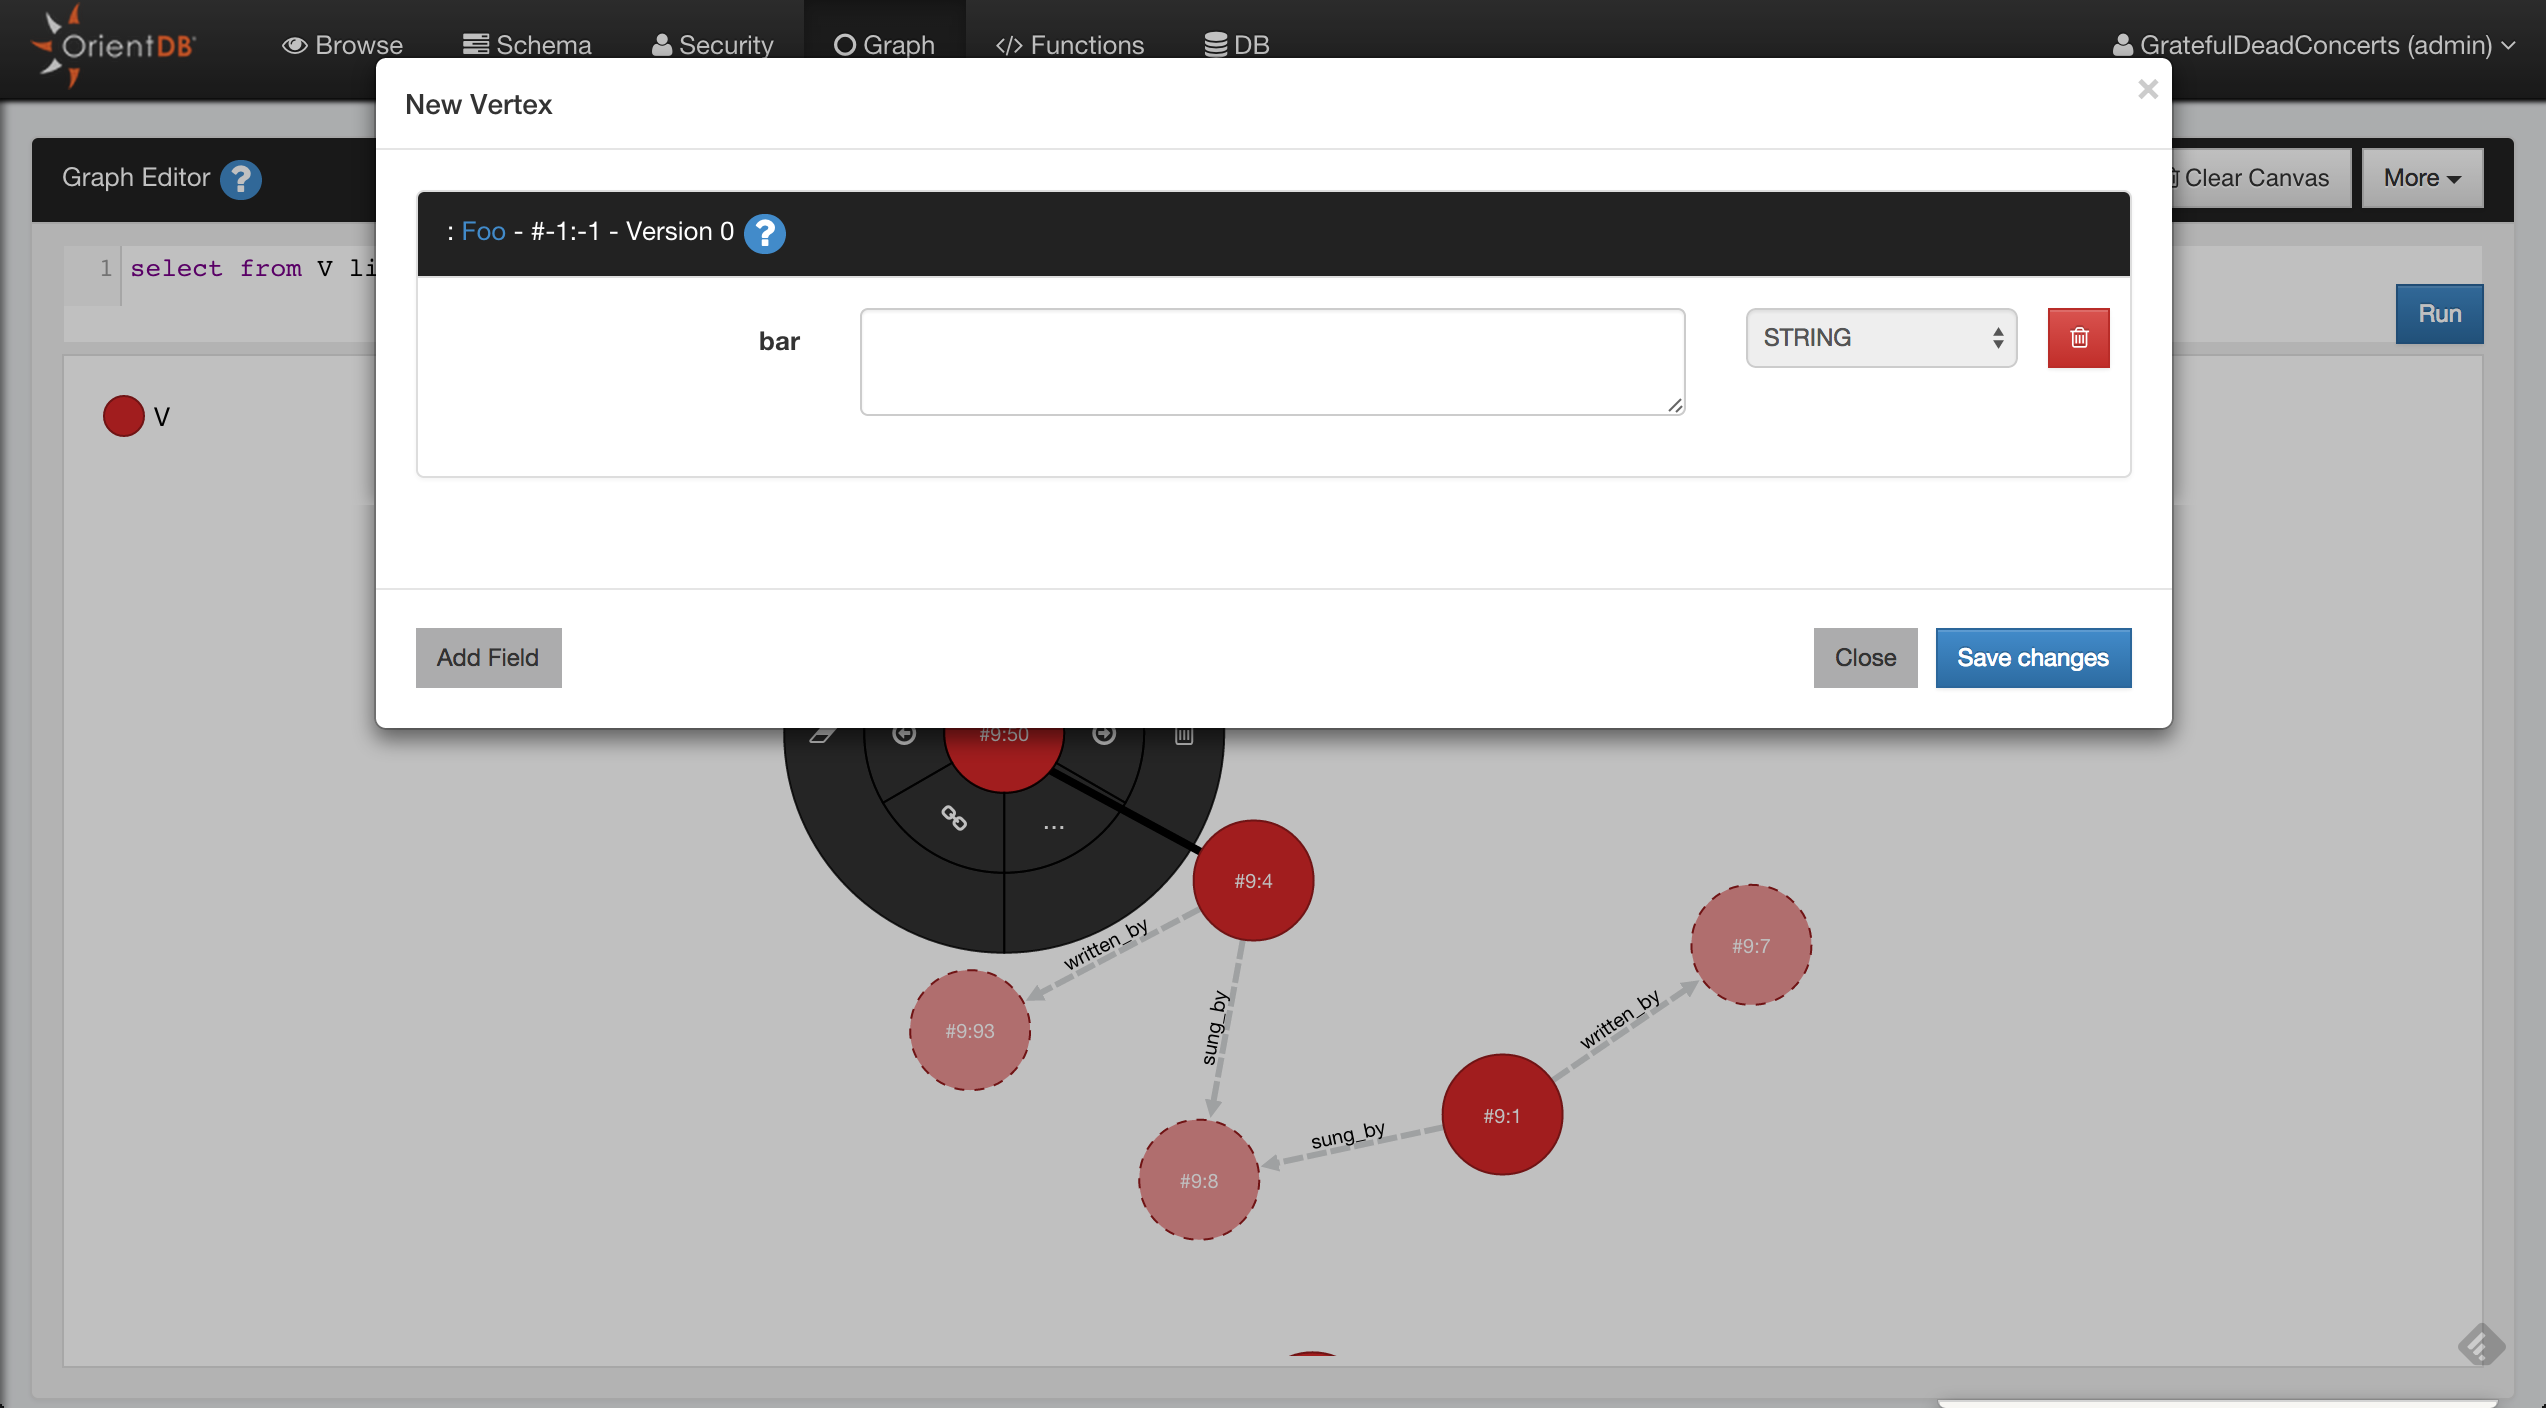 OrientDB Browse Schema Security Graph </> Functions DB GratefulDeadConcerts (admin)
New Vertex ×
Graph Editor ? Clear Canvas More
: Foo - #-1:-1 - Version 0 ?
1 select from V li
Run
bar STRING
V
Add Field Close Save changes
#9:50
...
#9:4
written_by
#9:7
#9:93
sung_by
written_by
#9:1
sung_by
#9:8